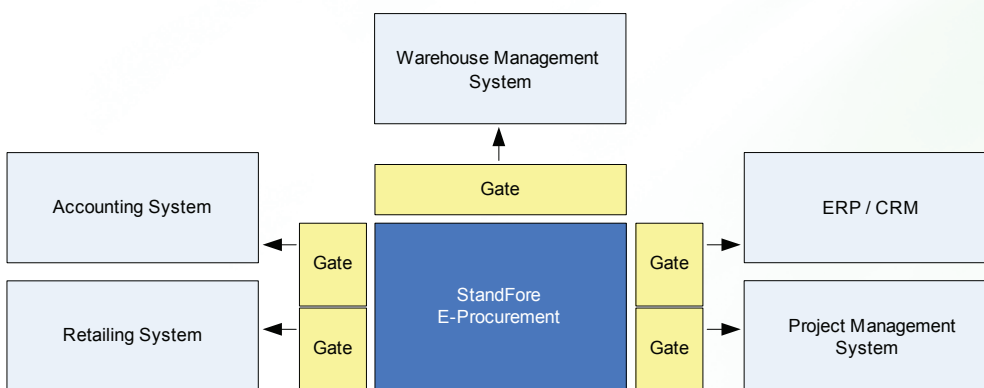 Warehouse Management
System
Gate
Accounting System
ERP / CRM
Gate
Gate
StandFore
E-Procurement
Retailing System
Gate
Gate
Project Management
System